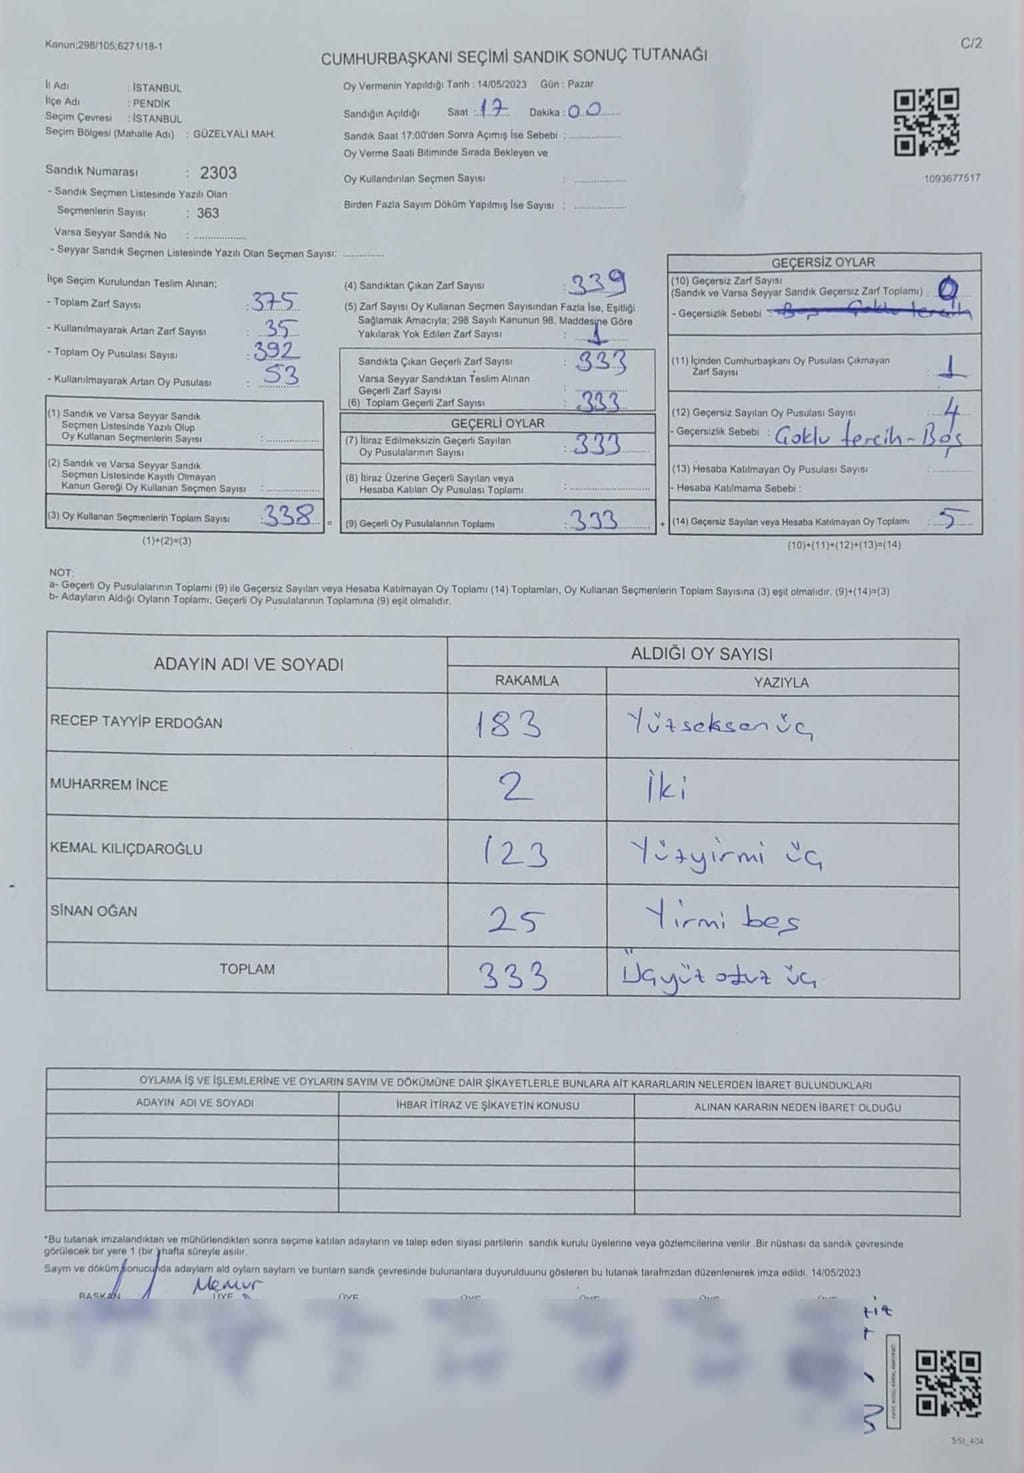 Kanun;298/105;6271/18-1
C/2
CUMHURBAŞKANI SEÇİMİ SANDIK SONUÇ TUTANAĞI
İl Adı : İSTANBUL
İlçe Adı : PENDİK
Seçim Çevresi : İSTANBUL
Seçim Bölgesi (Mahalle Adı) : GÜZELYALI MAH.
Sandık Numarası : 2303
- Sandık Seçmen Listesinde Yazılı Olan
Seçmenlerin Sayısı : 363
Varsa Seyyar Sandık No : ..................
- Seyyar Sandık Seçmen Listesinde Yazılı Olan Seçmen Sayısı: ..............
Oy Vermenin Yapıldığı Tarih : 14/05/2023 Gün : Pazar
Sandığın Açıldığı Saat : 17 Dakika : 00
Sandık Saat 17:00'den Sonra Açımış İse Sebebi : ..................
Oy Verme Saati Bitiminde Sırada Bekleyen ve
Oy Kullandırılan Seçmen Sayısı : ..................
Birden Fazla Sayım Döküm Yapılmış İse Sayısı : ..................
1093677517
İlçe Seçim Kurulundan Teslim Alınan;
- Toplam Zarf Sayısı : 375
- Kullanılmayarak Artan Zarf Sayısı : 35
- Toplam Oy Pusulası Sayısı : 392
- Kullanılmayarak Artan Oy Pusulası : 53
(4) Sandıktan Çıkan Zarf Sayısı : 339
(5) Zarf Sayısı Oy Kullanan Seçmen Sayısından Fazla İse, Eşitliği
Sağlamak Amacıyla; 298 Sayılı Kanunun 98. Maddesine Göre
Yakılarak Yok Edilen Zarf Sayısı : 1
Sandıkta Çıkan Geçerli Zarf Sayısı : 333
Varsa Seyyar Sandıktan Teslim Alınan
Geçerli Zarf Sayısı :
(6) Toplam Geçerli Zarf Sayısı : 333
GEÇERSİZ OYLAR
(10) Geçersiz Zarf Sayısı
(Sandık ve Varsa Seyyar Sandık Geçersiz Zarf Toplamı) : 0
- Geçersizlik Sebebi : Boş Çoklu tercih
(11) İçinden Cumhurbaşkanı Oy Pusulası Çıkmayan
Zarf Sayısı : 1
(12) Geçersiz Sayılan Oy Pusulası Sayısı : 4
- Geçersizlik Sebebi : Çoklu tercih - Boş
(13) Hesaba Katılmayan Oy Pusulası Sayısı : ............
- Hesaba Katılmama Sebebi :
(14) Geçersiz Sayılan veya Hesaba Katılmayan Oy Toplamı : 5
(10)+(11)+(12)+(13)=(14)
(1) Sandık ve Varsa Seyyar Sandık
Seçmen Listesinde Yazılı Olup
Oy Kullanan Seçmenlerin Sayısı : ................
(2) Sandık ve Varsa Seyyar Sandık
Seçmen Listesinde Kayıtlı Olmayan
Kanun Gereği Oy Kullanan Seçmen Sayısı : ................
(3) Oy Kullanan Seçmenlerin Toplam Sayısı : 338 =
(1)+(2)=(3)
GEÇERLİ OYLAR
(7) İtiraz Edilmeksizin Geçerli Sayılan
Oy Pusulalarının Sayısı : 333
(8) İtiraz Üzerine Geçerli Sayılan veya
Hesaba Katılan Oy Pusulası Toplamı : ..................
(9) Geçerli Oy Pusulalarının Toplamı : 333 +
NOT:
a- Geçerli Oy Pusulalarının Toplamı (9) ile Geçersiz Sayılan veya Hesaba Katılmayan Oy Toplamı (14) Toplamları, Oy Kullanan Seçmenlerin Toplam Sayısına (3) eşit olmalıdır. (9)+(14)=(3)
b- Adayların Aldığı Oyların Toplamı, Geçerli Oy Pusulalarının Toplamına (9) eşit olmalıdır.
ADAYIN ADI VE SOYADI
ALDIĞI OY SAYISI
RAKAMLA YAZIYLA
RECEP TAYYİP ERDOĞAN 183 Yüzseksen üç
MUHARREM İNCE 2 İki
KEMAL KILIÇDAROĞLU 123 Yüzyirmi üç
SİNAN OĞAN 25 Yirmi beş
TOPLAM 333 Üçyüz otuz üç
OYLAMA İŞ VE İŞLEMLERİNE VE OYLARIN SAYIM VE DÖKÜMÜNE DAİR ŞİKAYETLERLE BUNLARA AİT KARARLARIN NELERDEN İBARET BULUNDUKLARI
ADAYIN ADI VE SOYADI İHBAR İTİRAZ VE ŞİKAYETİN KONUSU ALINAN KARARIN NEDEN İBARET OLDUĞU
*Bu tutanak imzalandıktan ve mühürlendikten sonra seçime katılan adayların ve talep eden siyasi partilerin sandık kurulu üyelerine veya gözlemcilerine verilir .Bir nüshası da sandık çevresinde
görülecek bir yere 1 (bir )hafta süreyle asılır.
Sayım ve döküm sonucunda adayların ald oyların sayların ve bunların sandk çevresinde bulunanlara duyurulduunu gösteren bu tutanak tarafmzdan düzenlenerek imza edildi. 14/05/2023
Memur
BAŞKAN ÜYE ÜYE
SSI_404